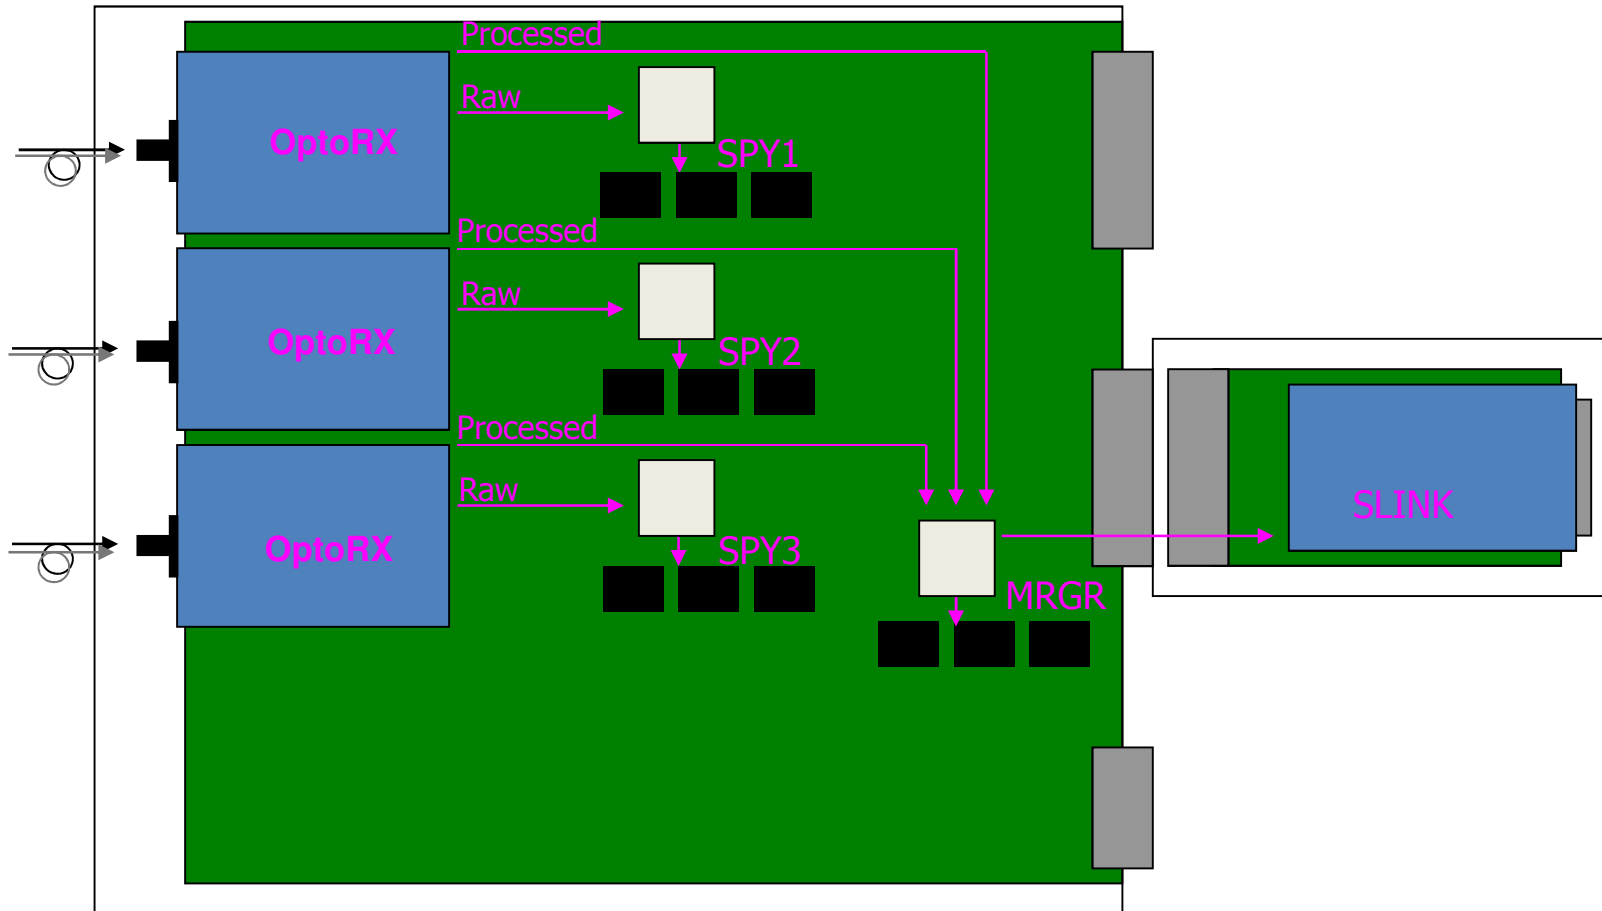 Processed
Raw
OptoRX
SPY1
Processed
Raw
OptoRX
SPY2
Processed
Raw
OptoRX
SPY3
SLINK
MRGR